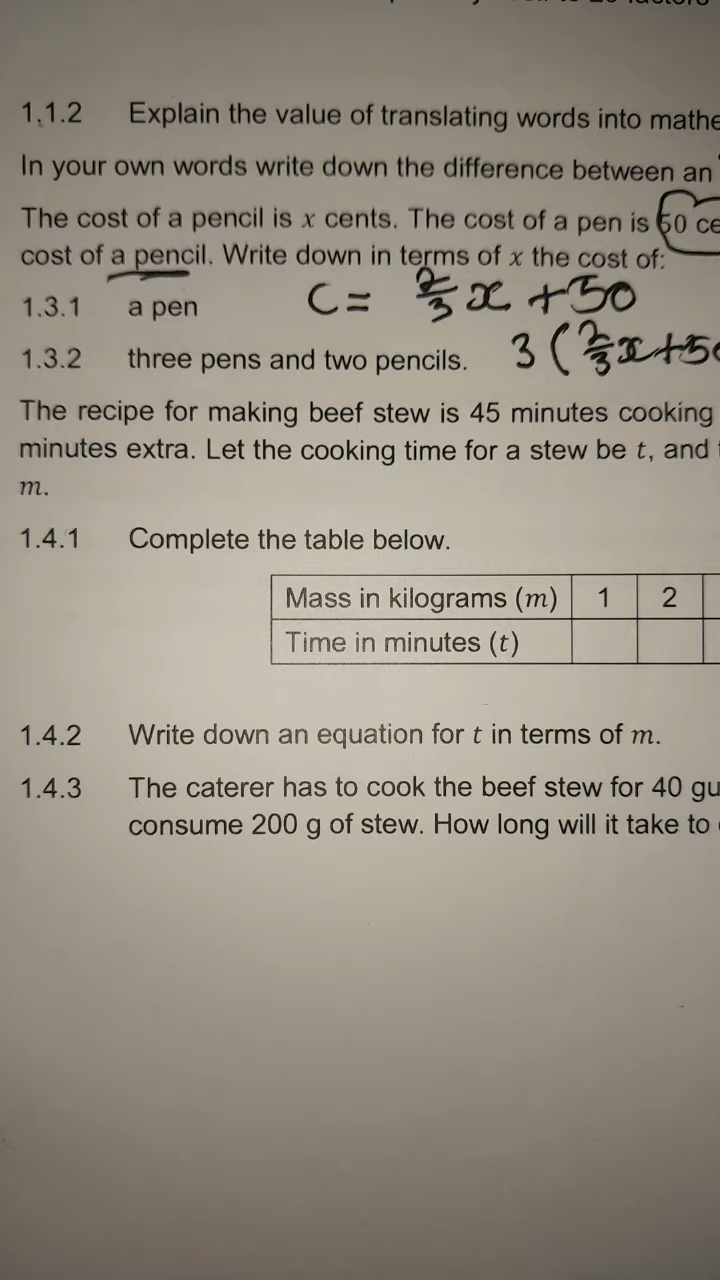 1.1.2 Explain the value of translating words into mathe
In your own words write down the difference between an
The cost of a pencil is x cents. The cost of a pen is 50 ce
cost of a pencil. Write down in terms of x the cost of:
1.3.1 a pen C = 2/3 x + 50
1.3.2 three pens and two pencils. 3 (2/3 x + 50
The recipe for making beef stew is 45 minutes cooking
minutes extra. Let the cooking time for a stew be t, and
m.
1.4.1 Complete the table below.
Mass in kilograms (m) 1 2
Time in minutes (t)
1.4.2 Write down an equation for t in terms of m.
1.4.3 The caterer has to cook the beef stew for 40 gu
consume 200 g of stew. How long will it take to